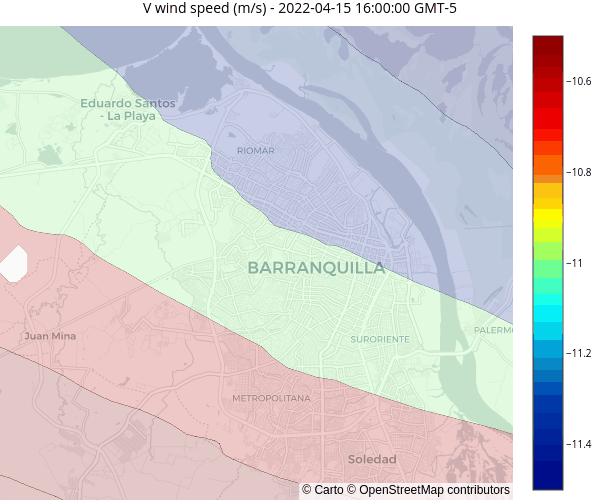 V wind speed (m/s) - 2022-04-15 16:00:00 GMT-5
−10.6
Eduardo Santos
- La Playa
RIOMAR
−10.8
BARRANQUILLA
−11
PALERMO
SURORIENTE
Juan Mina
−11.2
METROPOLITANA
−11.4
Soledad
© Carto © OpenStreetMap contributors